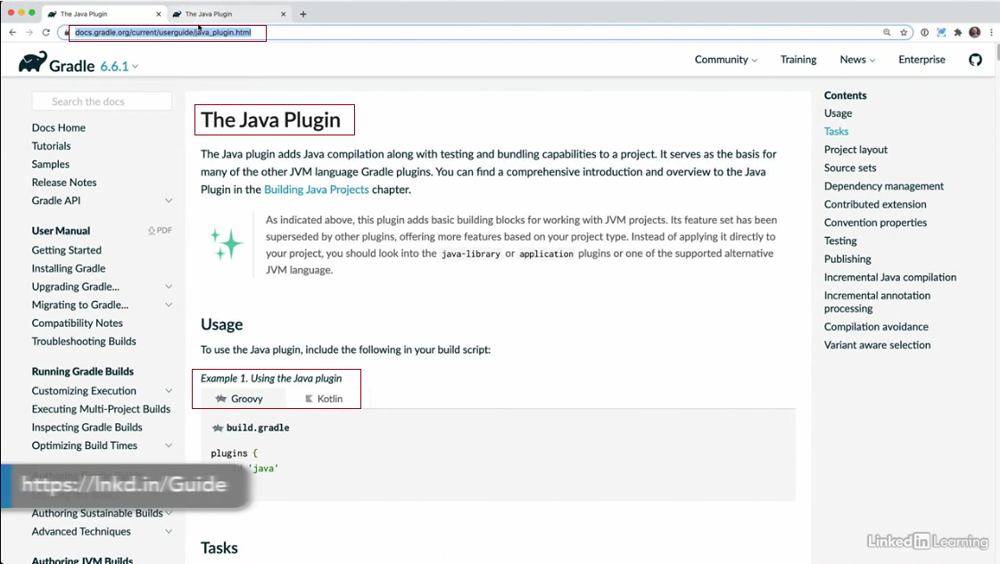 The Java Plugin
The Java Plugin
docs.gradle.org/current/userguide/java_plugin.html
Gradle 6.6.1
Community
Training
News
Enterprise
Search the docs
Docs Home
Tutorials
Samples
Release Notes
Gradle API
User Manual
PDF
Getting Started
Installing Gradle
Upgrading Gradle...
Migrating to Gradle...
Compatibility Notes
Troubleshooting Builds
Running Gradle Builds
Customizing Execution
Executing Multi-Project Builds
Inspecting Gradle Builds
Optimizing Build Times
https://lnkd.in/Guide
Authoring Sustainable Builds
Advanced Techniques
Authoring JVM Builds
The Java Plugin
The Java plugin adds Java compilation along with testing and bundling capabilities to a project. It serves as the basis for
many of the other JVM language Gradle plugins. You can find a comprehensive introduction and overview to the Java
Plugin in the Building Java Projects chapter.
As indicated above, this plugin adds basic building blocks for working with JVM projects. Its feature set has been
superseded by other plugins, offering more features based on your project type. Instead of applying it directly to
your project, you should look into the java-library or application plugins or one of the supported alternative
JVM language.
Usage
To use the Java plugin, include the following in your build script:
Example 1. Using the Java plugin
Groovy
Kotlin
build.gradle
plugins {
'java'
Tasks
Contents
Usage
Tasks
Project layout
Source sets
Dependency management
Contributed extension
Convention properties
Testing
Publishing
Incremental Java compilation
Incremental annotation
processing
Compilation avoidance
Variant aware selection
Linked in Learning